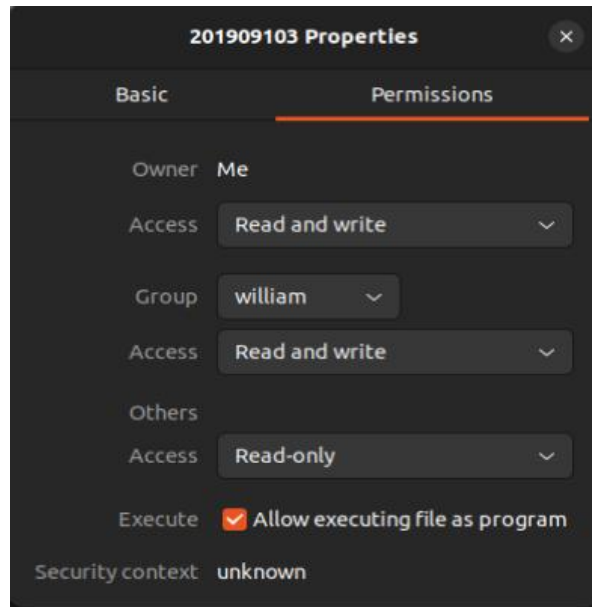 201909103 Properties
Basic Permissions
Owner Me
Access Read and write
Group william
Access Read and write
Others
Access Read-only
Execute Allow executing file as program
Security context unknown